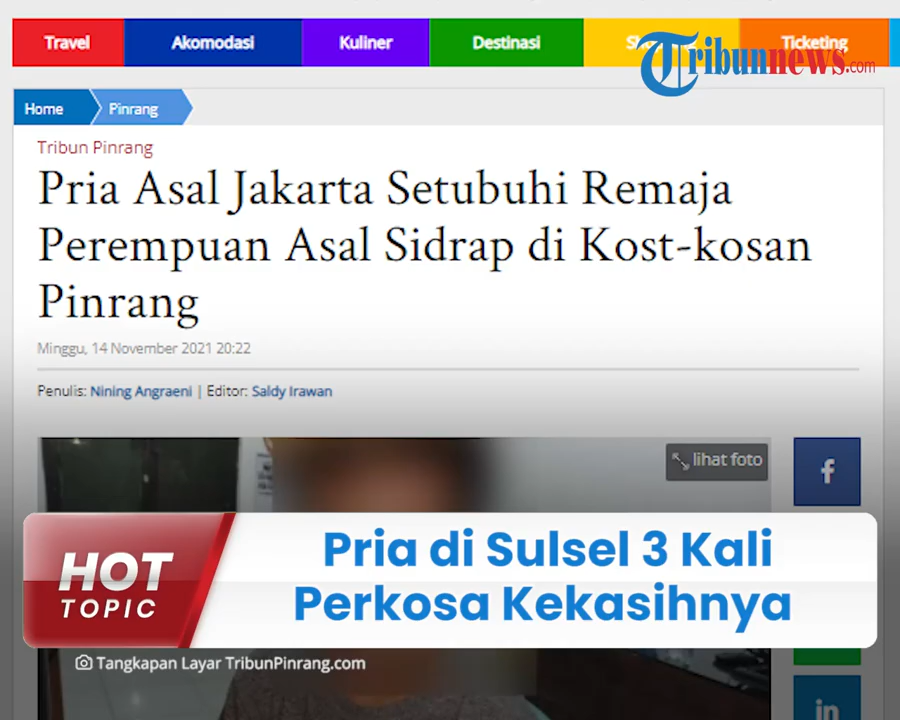 Travel Akomodasi Kuliner Destinasi Shopping Ticketing
Tribunnews.com
Home Pinrang
Tribun Pinrang
Pria Asal Jakarta Setubuhi Remaja
Perempuan Asal Sidrap di Kost-kosan
Pinrang
Minggu, 14 November 2021 20:22
Penulis: Nining Angraeni | Editor: Saldy Irawan
lihat foto
f
HOT
TOPIC
Pria di Sulsel 3 Kali
Perkosa Kekasihnya
Tangkapan Layar TribunPinrang.com
in